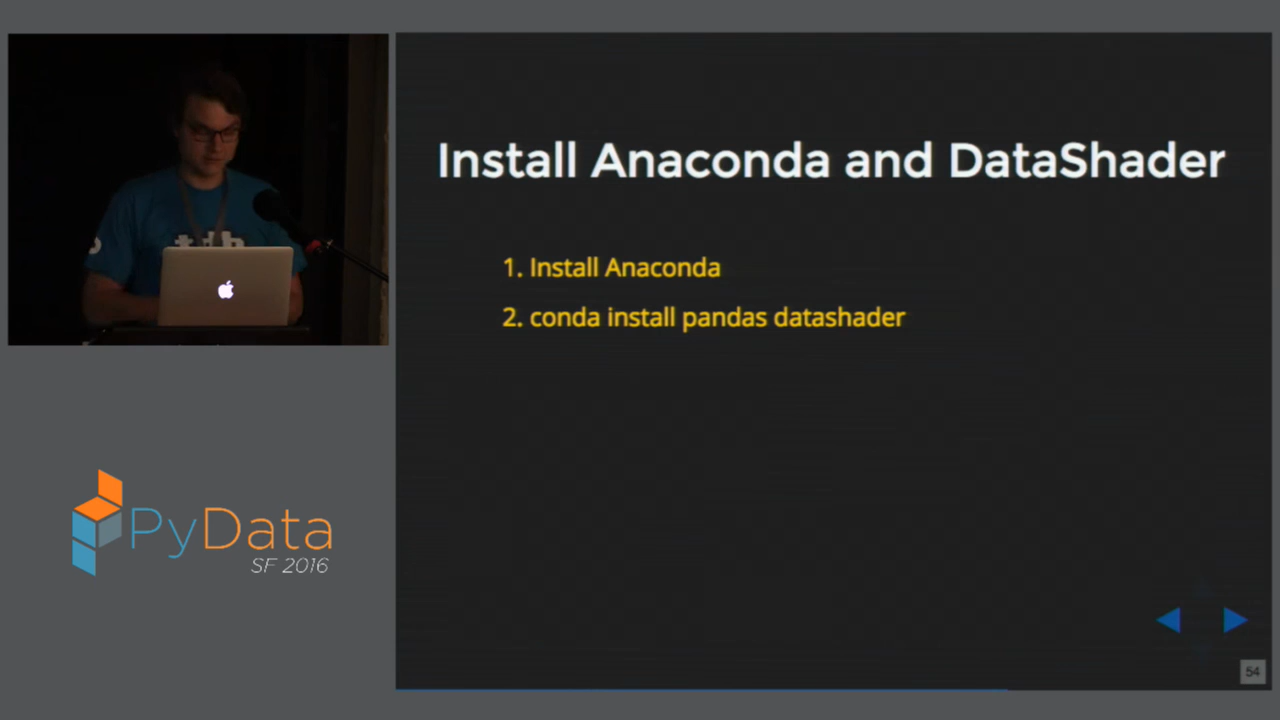 Install Anaconda and DataShader
1. Install Anaconda
2. conda install pandas datashader
PyData
SF 2016
54